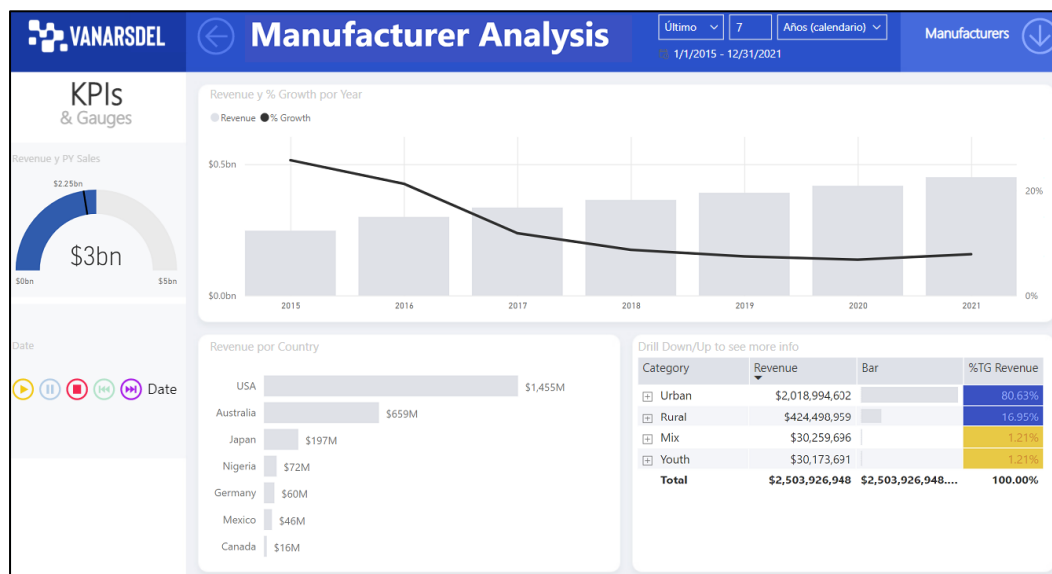 VANARSDEL
Manufacturer Analysis
Último 7 Años (calendario)
1/1/2015 - 12/31/2021
Manufacturers
KPIs
& Gauges
Revenue y PY Sales
$2.25bn
$3bn
$0bn $5bn
Date
Date
Revenue y % Growth por Year
Revenue % Growth
$0.5bn
20%
$0.0bn
0%
2015 2016 2017 2018 2019 2020 2021
Revenue por Country
USA $1,455M
Australia $659M
Japan $197M
Nigeria $72M
Germany $60M
Mexico $46M
Canada $16M
Drill Down/Up to see more info
Category Revenue Bar %TG Revenue
Urban $2,018,994,602 80.63%
Rural $424,498,959 16.95%
Mix $30,259,696 1.21%
Youth $30,173,691 1.21%
Total $2,503,926,948 $2,503,926,948.... 100.00%